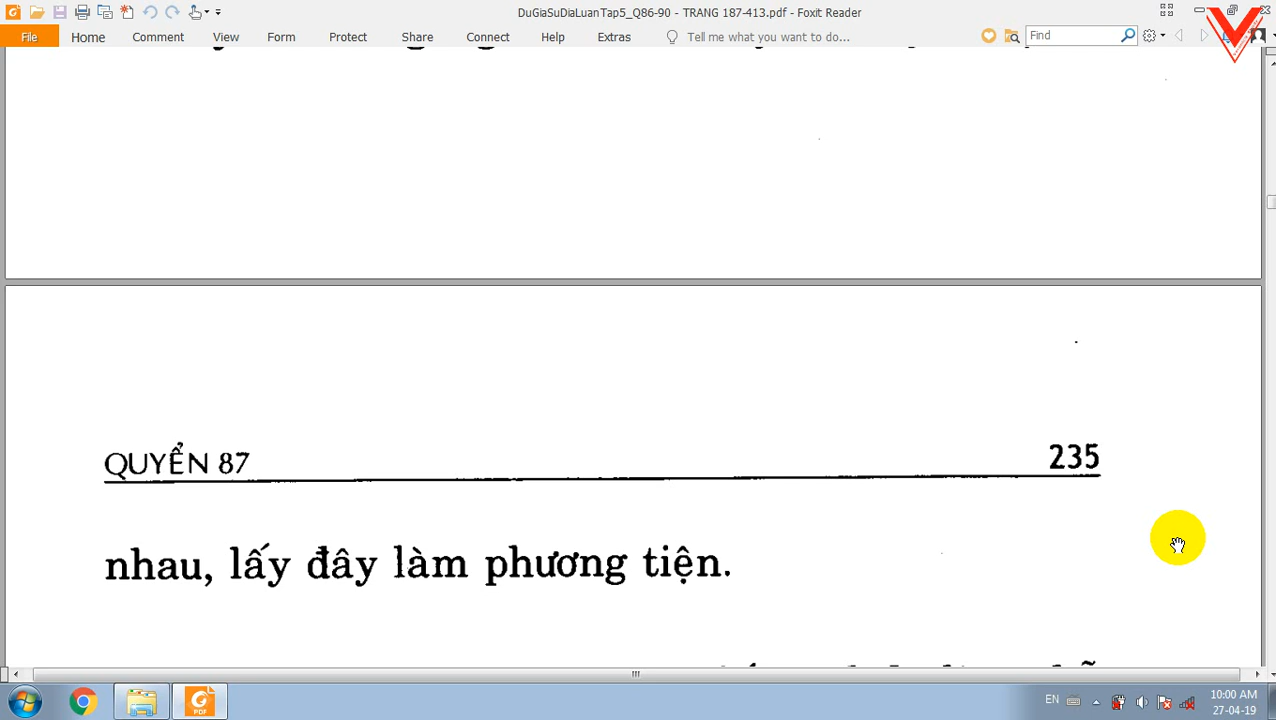 DuGiaSuDiaLuanTap5_Q86-90 - TRANG 187-413.pdf - Foxit Reader
File Home Comment View Form Protect Share Connect Help Extras Tell me what you want to do... Find
QUYỂN 87 235
nhau, lấy đây làm phương tiện.
PDF
EN 10:00 AM
27-04-19